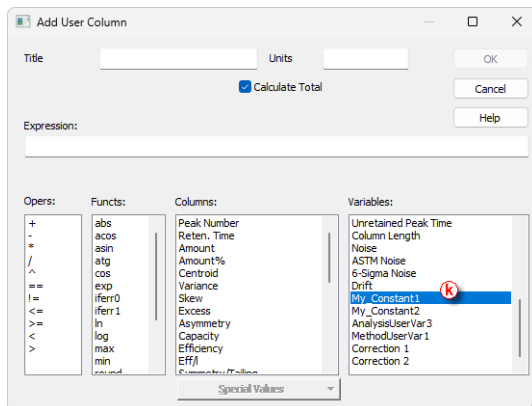 Add User Column
Title
Units
OK
Calculate Total
Cancel
Help
Expression:
Opers:
+
-
*
/
^
==
!=
<=
>=
<
>
Functs:
abs
acos
asin
atg
cos
exp
iferr0
iferr1
ln
log
max
min
round
Columns:
Peak Number
Reten. Time
Amount
Amount%
Centroid
Variance
Skew
Excess
Asymmetry
Capacity
Efficiency
Eff/l
Symmetry/Tailing
Variables:
Unretained Peak Time
Column Length
Noise
ASTM Noise
6-Sigma Noise
Drift
k
My_Constant1
My_Constant2
AnalysisUserVar3
MethodUserVar1
Correction 1
Correction 2
Special Values